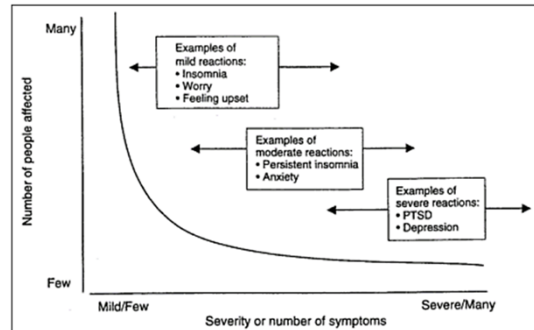 Many
Examples of
mild reactions:
• Insomnia
• Worry
• Feeling upset
Examples of
moderate reactions:
• Persistent insomnia
• Anxiety
Examples of
severe reactions:
• PTSD
• Depression
Number of people affected
Few
Mild/Few
Severe/Many
Severity or number of symptoms